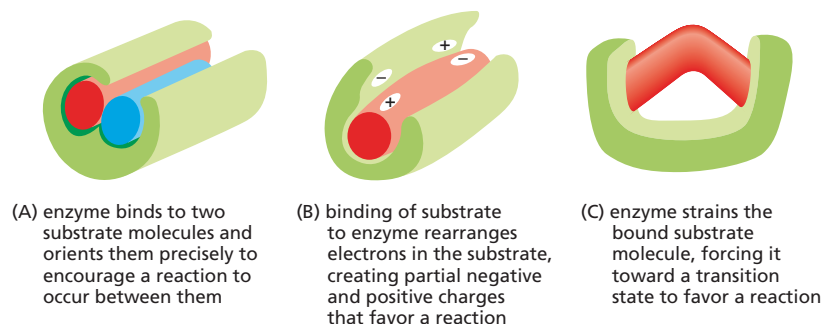 +
−
−
+
(A) enzyme binds to two
substrate molecules and
orients them precisely to
encourage a reaction to
occur between them
(B) binding of substrate
to enzyme rearranges
electrons in the substrate,
creating partial negative
and positive charges
that favor a reaction
(C) enzyme strains the
bound substrate
molecule, forcing it
toward a transition
state to favor a reaction